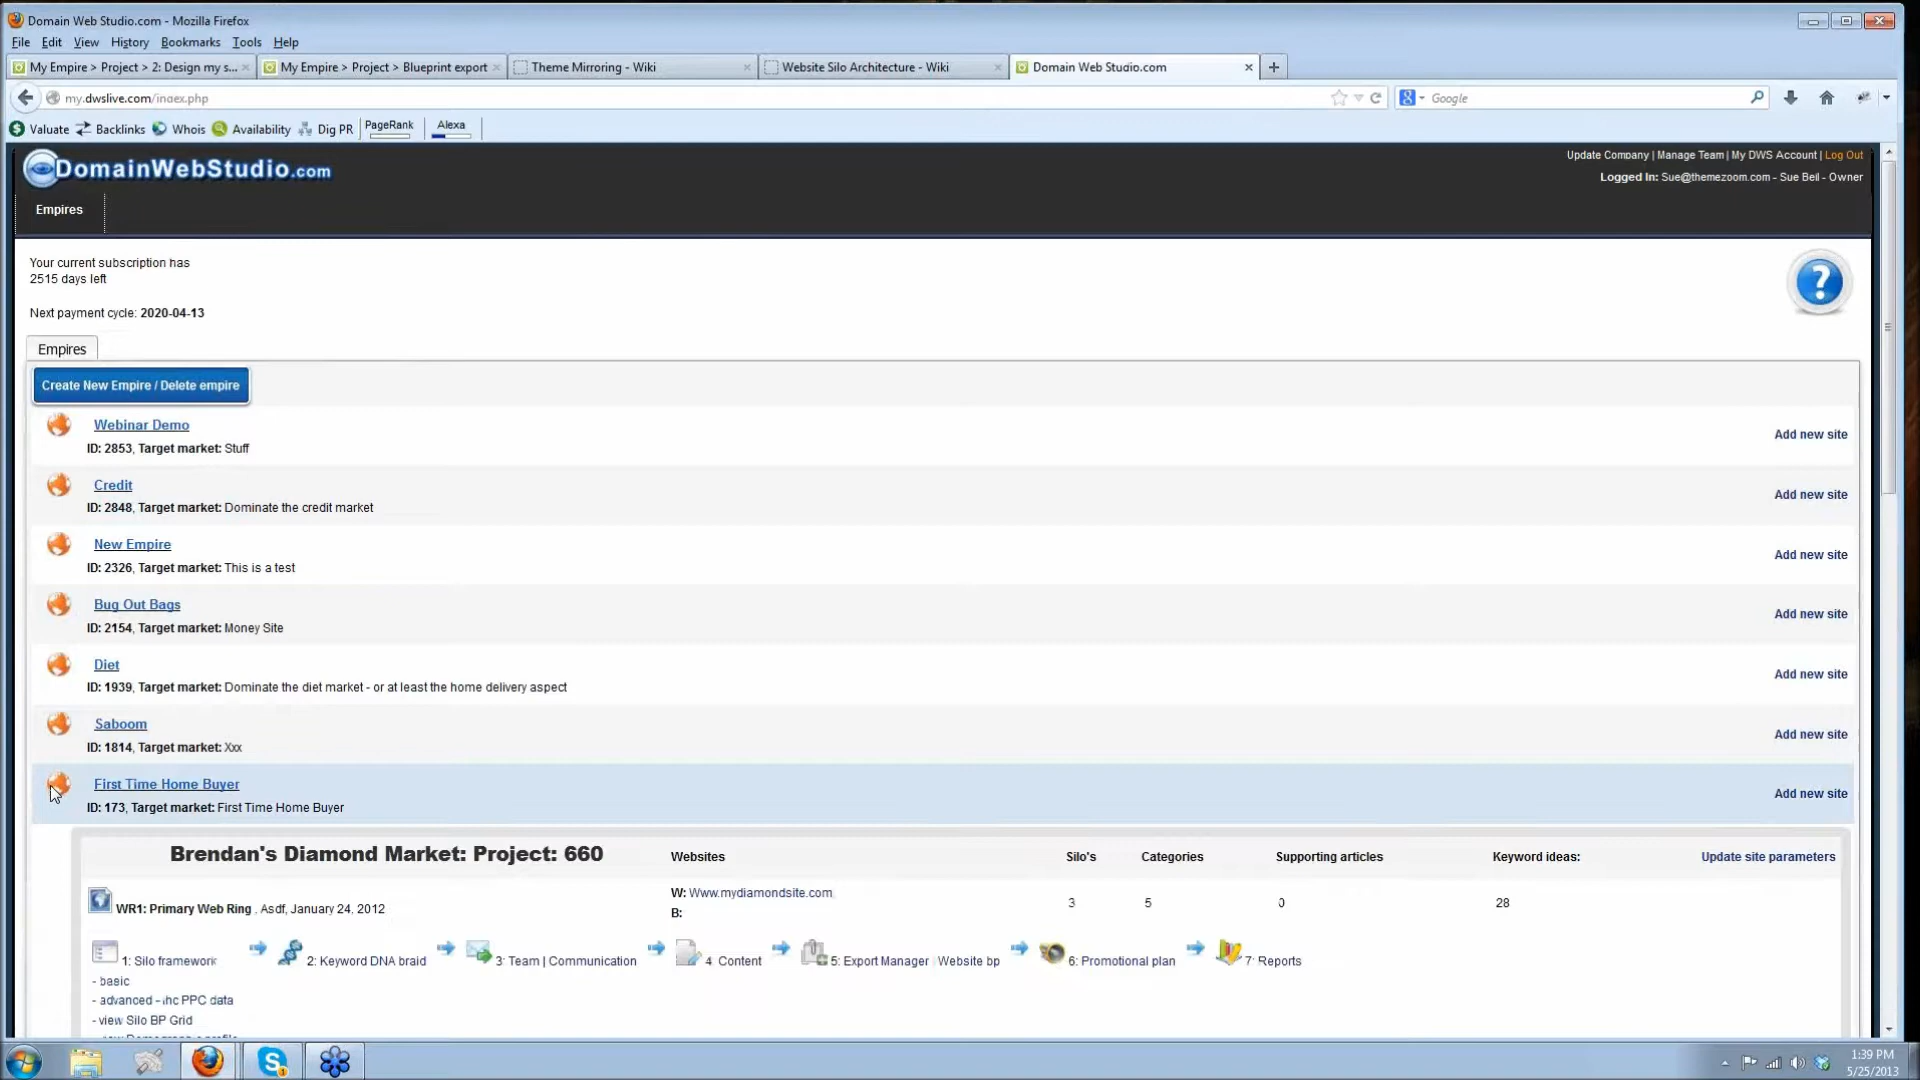 Domain Web Studio.com - Mozilla Firefox
File Edit View History Bookmarks Tools Help
My Empire > Project > 2: Design my s...
My Empire > Project > Blueprint export
Theme Mirroring - Wiki
Website Silo Architecture - Wiki
Domain Web Studio.com
my.dwslive.com/index.php
Google
Valuate Backlinks Whois Availability Dig PR PageRank Alexa
DomainWebStudio.com
Update Company | Manage Team | My DWS Account | Log Out
Logged In: Sue@themezoom.com - Sue Bell - Owner
Empires
Your current subscription has
2515 days left
Next payment cycle: 2020-04-13
Empires
Create New Empire / Delete empire
Webinar Demo
ID: 2853, Target market: Stuff
Add new site
Credit
ID: 2848, Target market: Dominate the credit market
Add new site
New Empire
ID: 2326, Target market: This is a test
Add new site
Bug Out Bags
ID: 2154, Target market: Money Site
Add new site
Diet
ID: 1939, Target market: Dominate the diet market - or at least the home delivery aspect
Add new site
Saboom
ID: 1814, Target market: Xxx
Add new site
First Time Home Buyer
ID: 173, Target market: First Time Home Buyer
Add new site
Brendan's Diamond Market: Project: 660
Websites Silo's Categories Supporting articles Keyword ideas: Update site parameters
WR1: Primary Web Ring . Asdf, January 24, 2012
W: Www.mydiamondsite.com
B:
3 5 0 28
1: Silo framework 2: Keyword DNA braid 3: Team | Communication 4 Content 5: Export Manager Website bp 6: Promotional plan 7: Reports
- basic
- advanced - ihc PPC data
- view Silo BP Grid
1:39 PM
5/25/2013